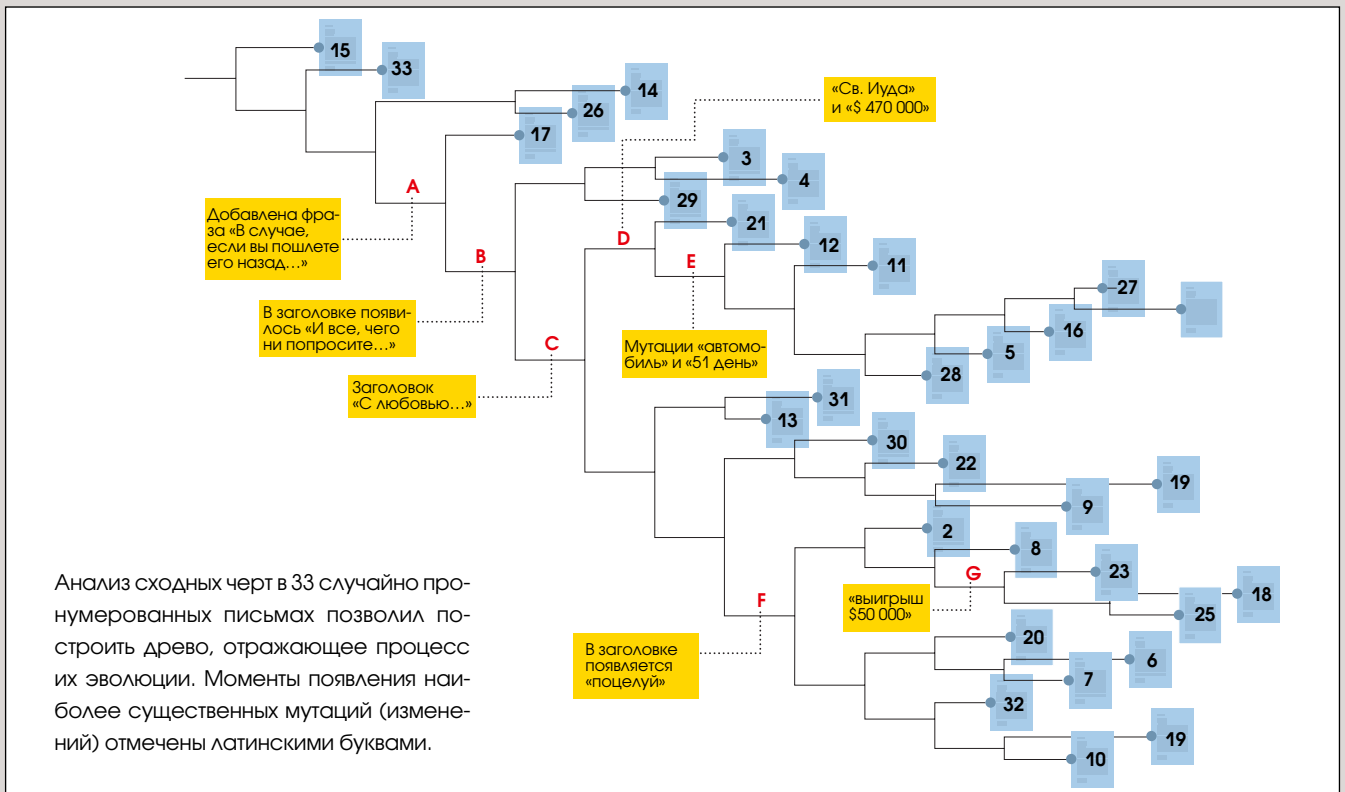 15
33
14
26
17
«Св. Иуда»
и «$ 470 000»
3
4
29
A
Добавлена фра-
за «В случае,
если вы пошлете
его назад…»
21
D
12
B
E
11
27
В заголовке появи-
лось «И все, чего
ни попросите…»
16
C
Мутации «автомо-
биль» и «51 день»
5
28
Заголовок
«С любовью…»
31
13
30
22
19
9
2
8
G
23
18
F
«выигрыш
$50 000»
25
20
В заголовке
появляется
«поцелуй»
6
7
32
19
10
Анализ сходных черт в 33 случайно про-
нумерованных письмах позволил по-
строить древо, отражающее процесс
их эволюции. Моменты появления наи-
более существенных мутаций (измене-
ний) отмечены латинскими буквами.